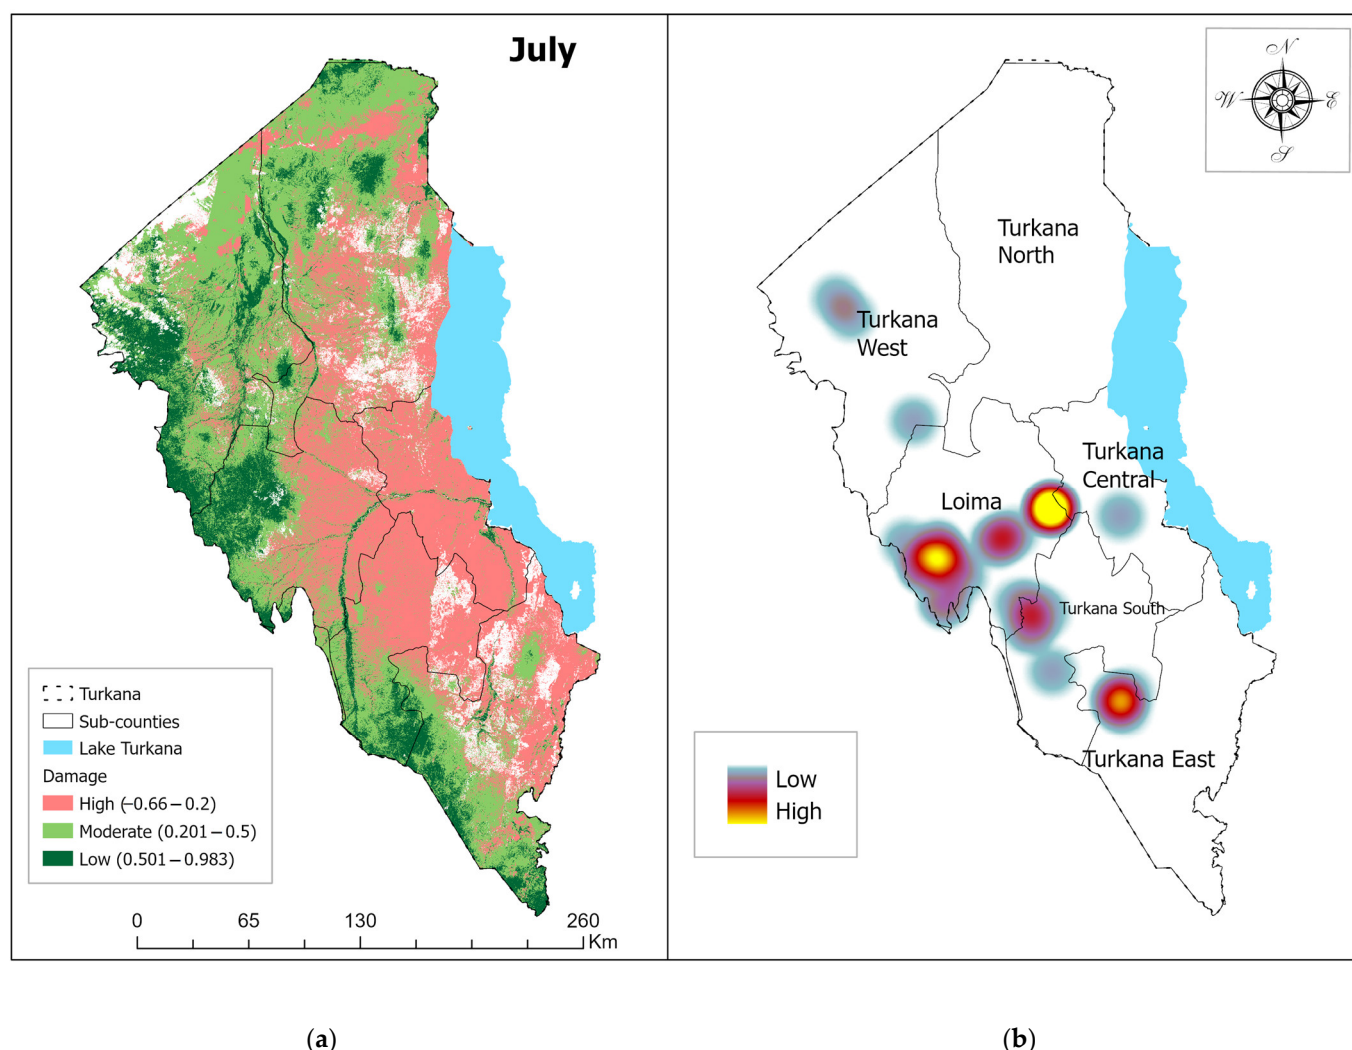 July
N
W
E
S
Turkana
North
Turkana
West
Turkana
Central
Loima
Turkana South
Turkana East
Turkana
Sub-counties
Lake Turkana
Damage
High (−0.66 – 0.2)
Moderate (0.201 – 0.5)
Low (0.501 – 0.983)
Low
High
0 65 130 260
Km
(a)
(b)